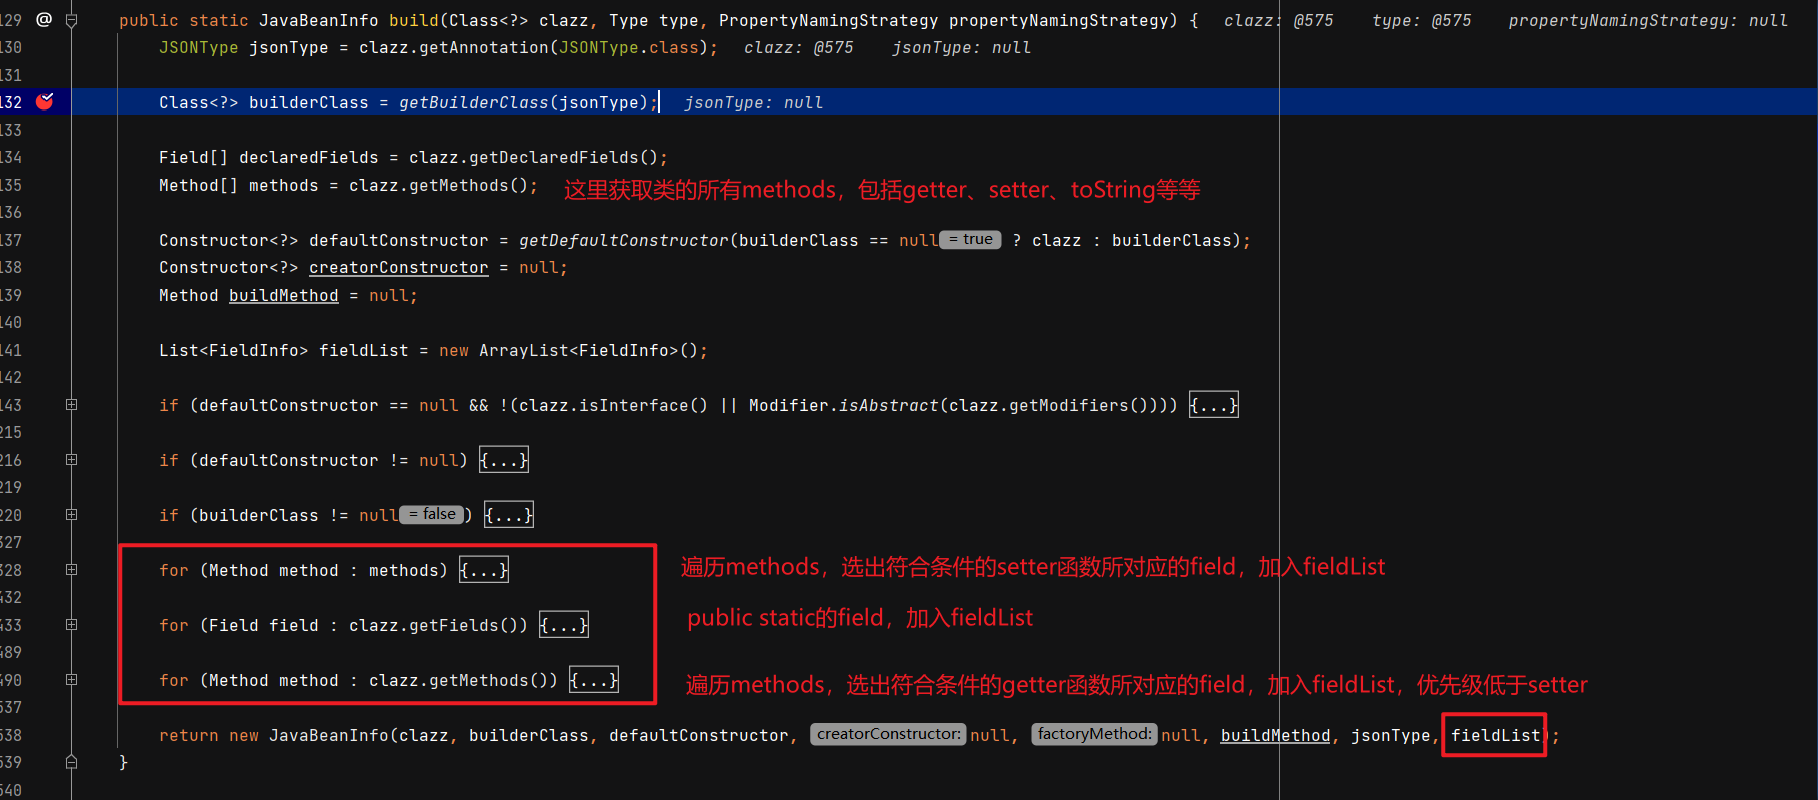 129 @ public static JavaBeanInfo build(Class<?> clazz, Type type, PropertyNamingStrategy propertyNamingStrategy) { clazz: @575 type: @575 propertyNamingStrategy: null
130 JSONType jsonType = clazz.getAnnotation(JSONType.class); clazz: @575 jsonType: null
131
132 Class<?> builderClass = getBuilderClass(jsonType); jsonType: null
133
134 Field[] declaredFields = clazz.getDeclaredFields();
135 Method[] methods = clazz.getMethods(); 这里获取类的所有methods，包括getter、setter、toString等等
136
137 Constructor<?> defaultConstructor = getDefaultConstructor(builderClass == null = true ? clazz : builderClass);
138 Constructor<?> creatorConstructor = null;
139 Method buildMethod = null;
140
141 List<FieldInfo> fieldList = new ArrayList<FieldInfo>();
142
143 if (defaultConstructor == null && !(clazz.isInterface() || Modifier.isAbstract(clazz.getModifiers()))) {...}
215
216 if (defaultConstructor != null) {...}
219
220 if (builderClass != null = false ) {...}
327
328 for (Method method : methods) {...} 遍历methods，选出符合条件的setter函数所对应的field，加入fieldList
432 public static的field，加入fieldList
433 for (Field field : clazz.getFields()) {...}
489
490 for (Method method : clazz.getMethods()) {...} 遍历methods，选出符合条件的getter函数所对应的field，加入fieldList，优先级低于setter
537
538 return new JavaBeanInfo(clazz, builderClass, defaultConstructor, creatorConstructor: null, factoryMethod: null, buildMethod, jsonType, fieldList);
539 }
540